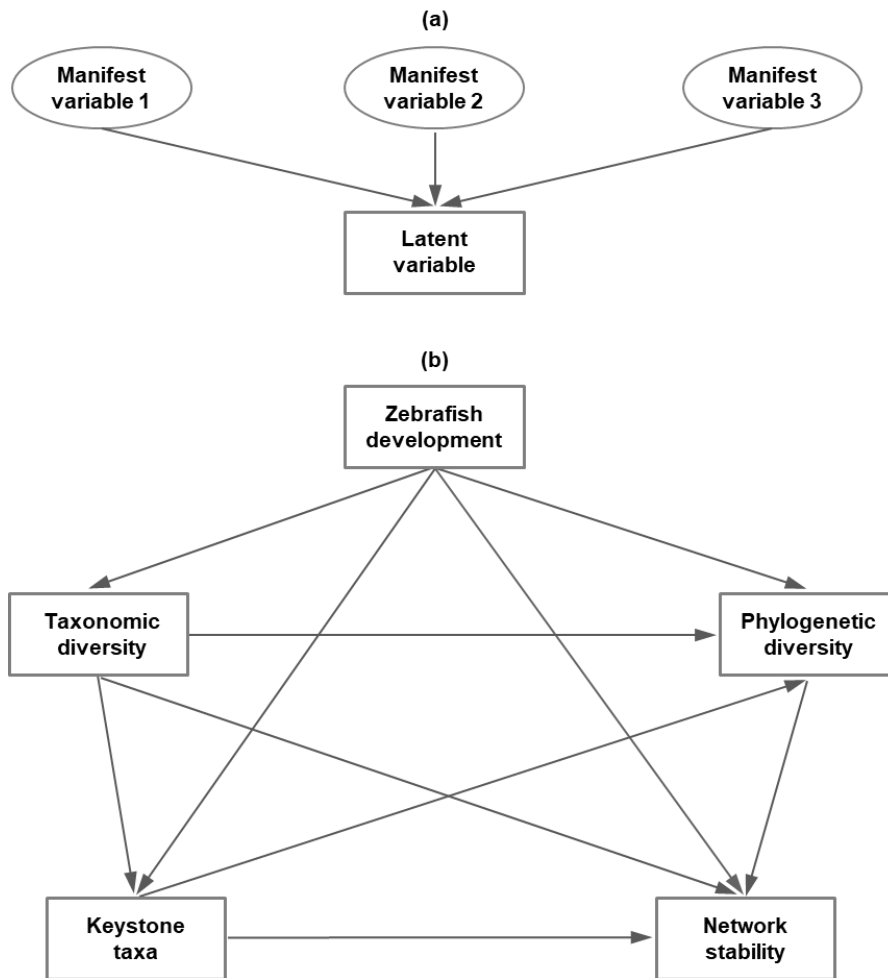 (a)
Manifest
variable 1
Manifest
variable 2
Manifest
variable 3
Latent
variable
(b)
Zebrafish
development
Taxonomic
diversity
Phylogenetic
diversity
Keystone
taxa
Network
stability